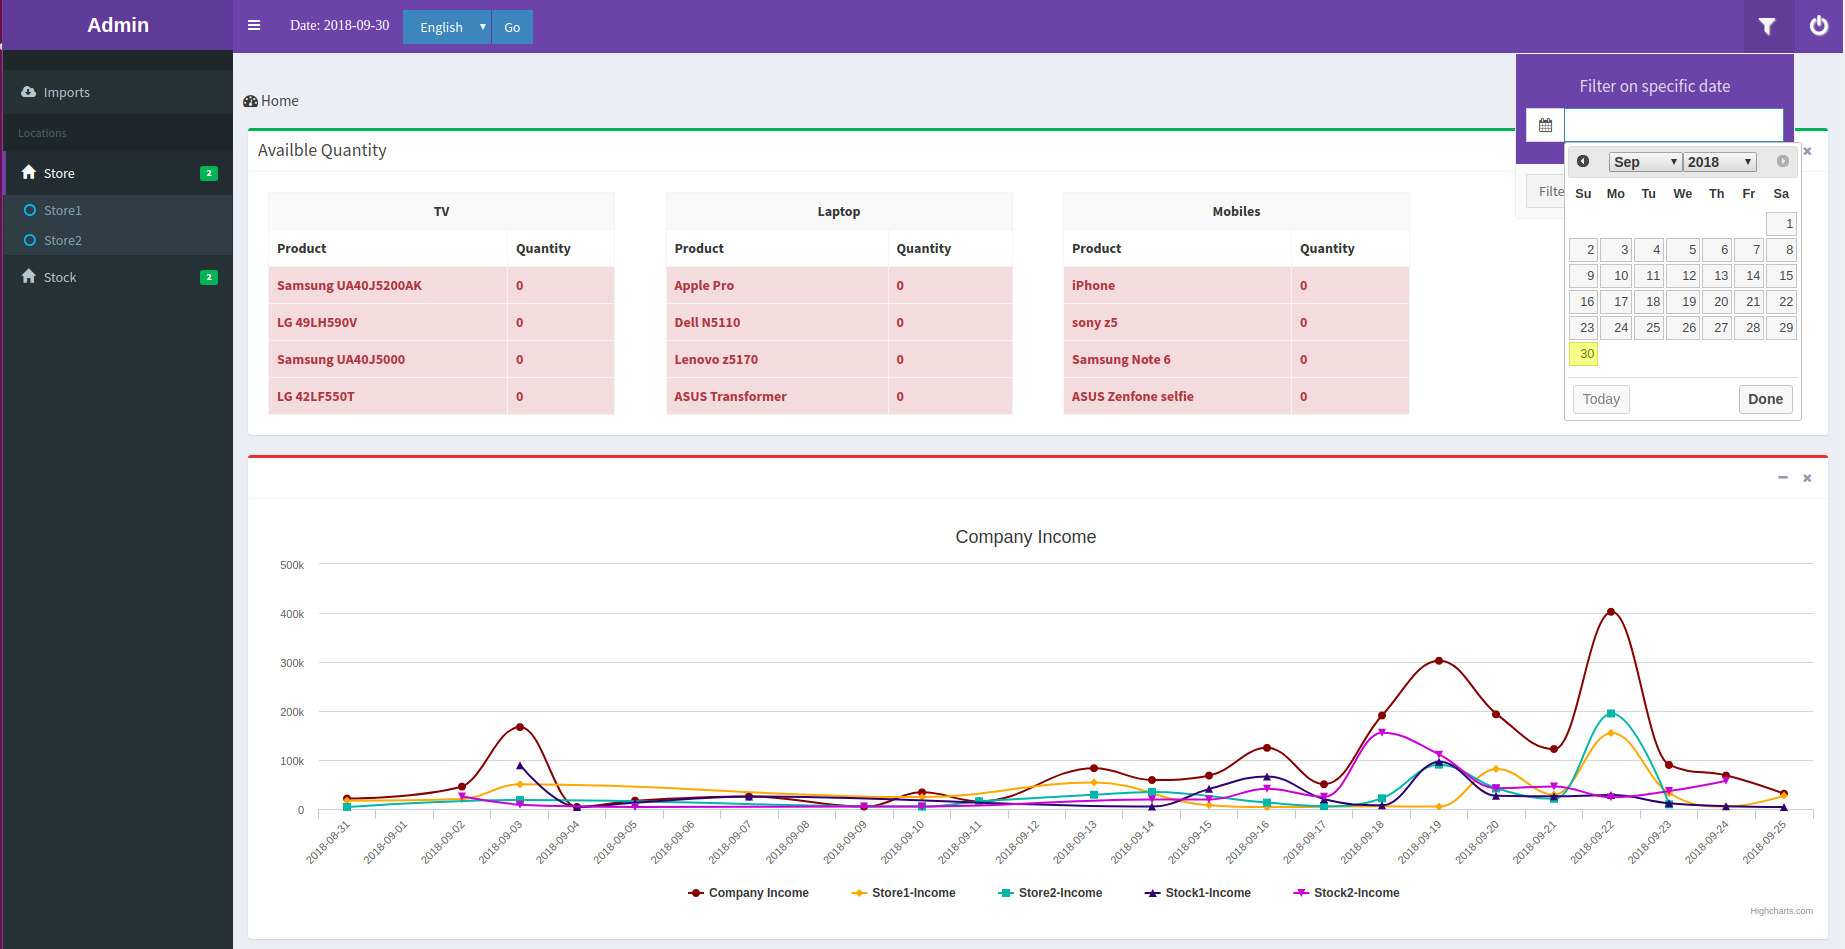 Admin
Date: 2018-09-30
English
Go
Imports
Locations
Store 2
Store1
Store2
Stock 2
Home
Filter on specific date
Filte
Sep 2018
Su Mo Tu We Th Fr Sa
1
2 3 4 5 6 7 8
9 10 11 12 13 14 15
16 17 18 19 20 21 22
23 24 25 26 27 28 29
30
Today Done
Availble Quantity
TV
Product Quantity
Samsung UA40J5200AK 0
LG 49LH590V 0
Samsung UA40J5000 0
LG 42LF550T 0
Laptop
Product Quantity
Apple Pro 0
Dell N5110 0
Lenovo z5170 0
ASUS Transformer 0
Mobiles
Product Quantity
iPhone 0
sony z5 0
Samsung Note 6 0
ASUS Zenfone selfie 0
Company Income
500k
400k
300k
200k
100k
0
2018-08-31
2018-09-01
2018-09-02
2018-09-03
2018-09-04
2018-09-05
2018-09-06
2018-09-07
2018-09-08
2018-09-09
2018-09-10
2018-09-11
2018-09-12
2018-09-13
2018-09-14
2018-09-15
2018-09-16
2018-09-17
2018-09-18
2018-09-19
2018-09-20
2018-09-21
2018-09-22
2018-09-23
2018-09-24
2018-09-25
Company Income Store1-Income Store2-Income Stock1-Income Stock2-Income
Highcharts.com